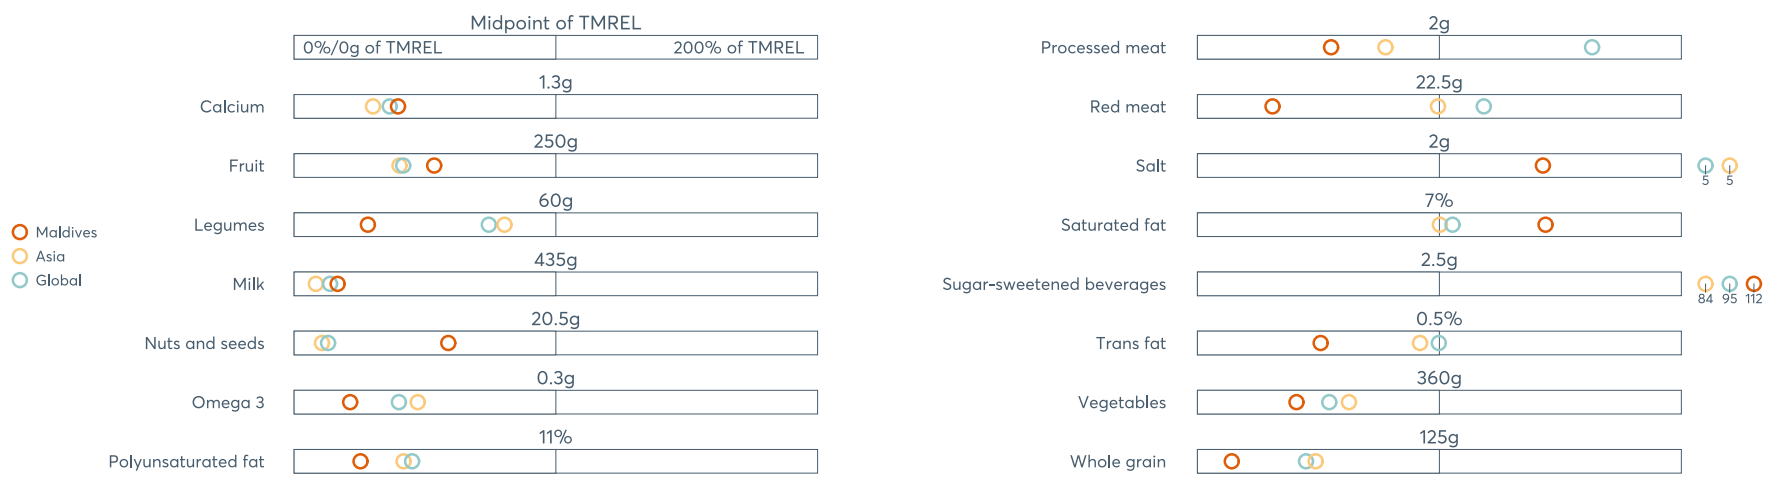 Midpoint of TMREL
0%/0g of TMREL
200% of TMREL
1.3g
Calcium
250g
Fruit
60g
Legumes
435g
Milk
20.5g
Nuts and seeds
0.3g
Omega 3
11%
Polyunsaturated fat
Maldives
Asia
Global
2g
Processed meat
22.5g
Red meat
2g
Salt
5 5
7%
Saturated fat
2.5g
Sugar-sweetened beverages
84 95 112
0.5%
Trans fat
360g
Vegetables
125g
Whole grain